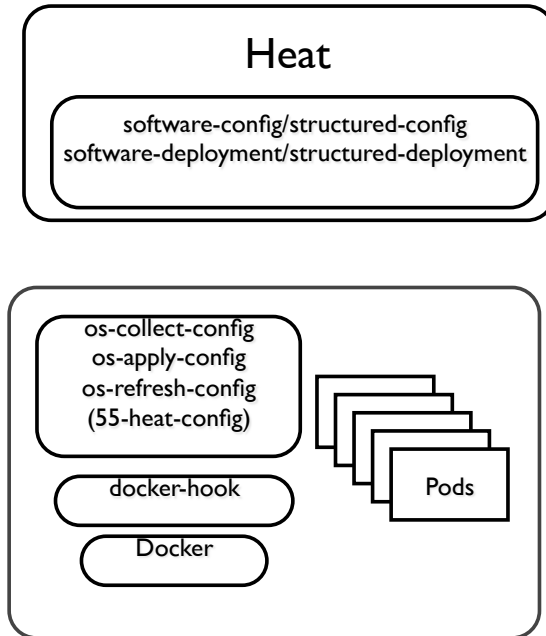 Heat
software-config/structured-config
software-deployment/structured-deployment
os-collect-config
os-apply-config
os-refresh-config
(55-heat-config)
docker-hook
Docker
Pods